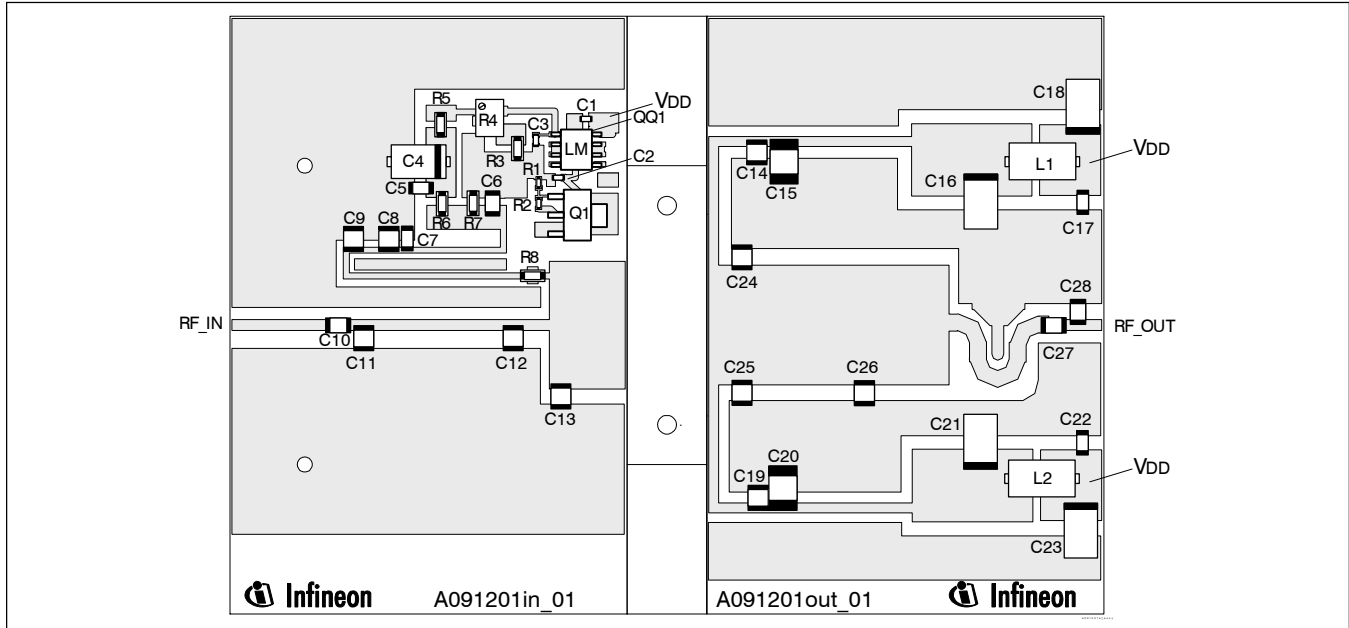 C18
R5
C1
VDD
R4
C3
QQ1
LM
R3
C2
C4
C14
C15
C16
L1
VDD
C5
R1
C6
R2
Q1
C17
R6
R7
C9
C8
C7
R8
C24
C28
RF_IN
RF_OUT
C10
C11
C12
C27
C25
C26
C13
C21
C22
C20
C19
L2
VDD
C23
Infineon
A091201in_01
A091201out_01
Infineon